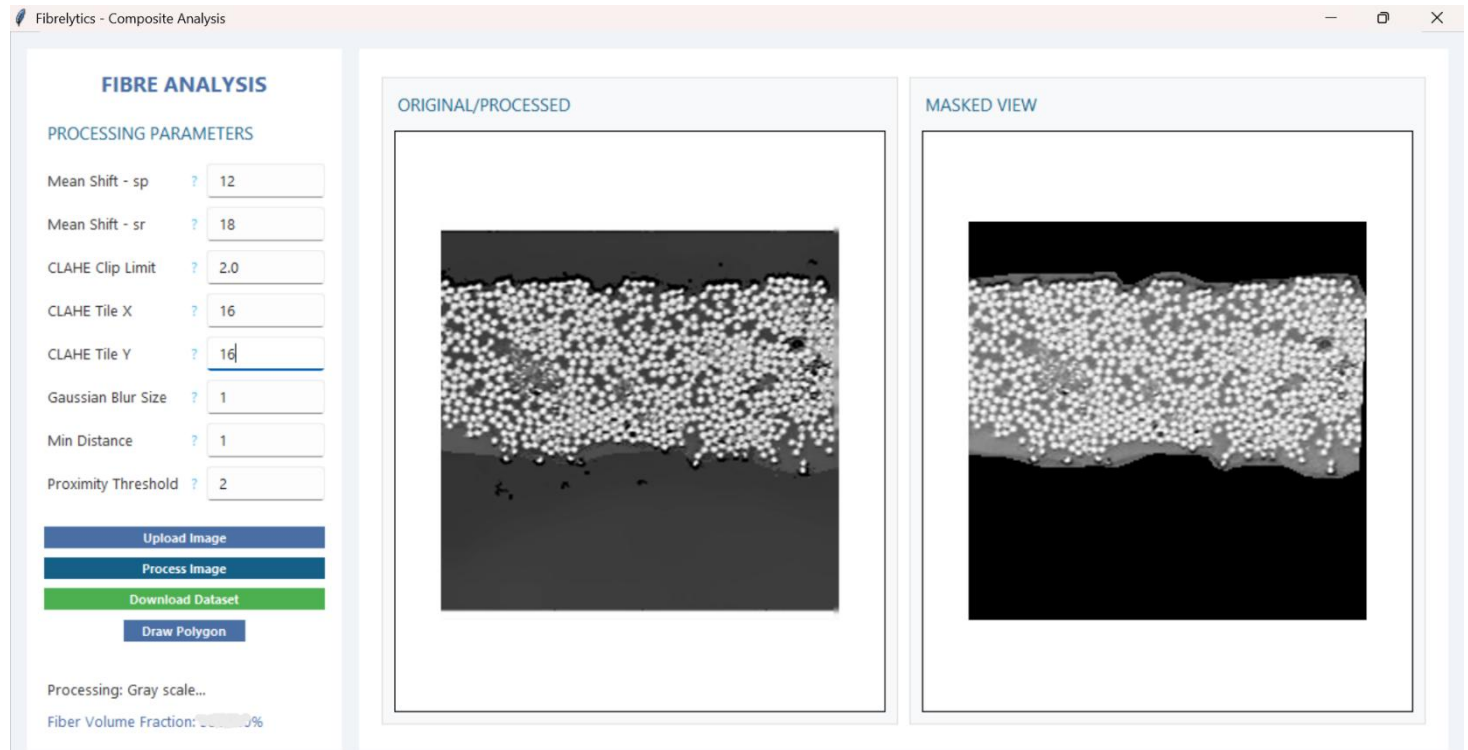 Fibrelytics - Composite Analysis
FIBRE ANALYSIS
PROCESSING PARAMETERS
Mean Shift - sp ? 12
Mean Shift - sr ? 18
CLAHE Clip Limit ? 2.0
CLAHE Tile X ? 16
CLAHE Tile Y ? 16
Gaussian Blur Size ? 1
Min Distance ? 1
Proximity Threshold ? 2
Upload Image
Process Image
Download Dataset
Draw Polygon
Processing: Gray scale...
Fiber Volume Fraction: %
ORIGINAL/PROCESSED
MASKED VIEW